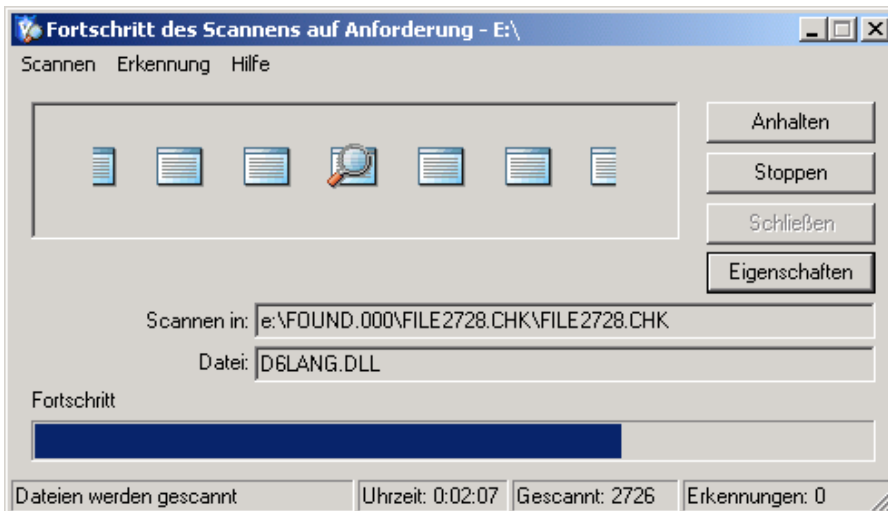 Fortschritt des Scannens auf Anforderung - E:\
Scannen Erkennung Hilfe
Anhalten
Stoppen
Schließen
Eigenschaften
Scannen in: e:\FOUND.000\FILE2728.CHK\FILE2728.CHK
Datei: D6LANG.DLL
Fortschritt
Dateien werden gescannt Uhrzeit: 0:02:07 Gescannt: 2726 Erkennungen: 0